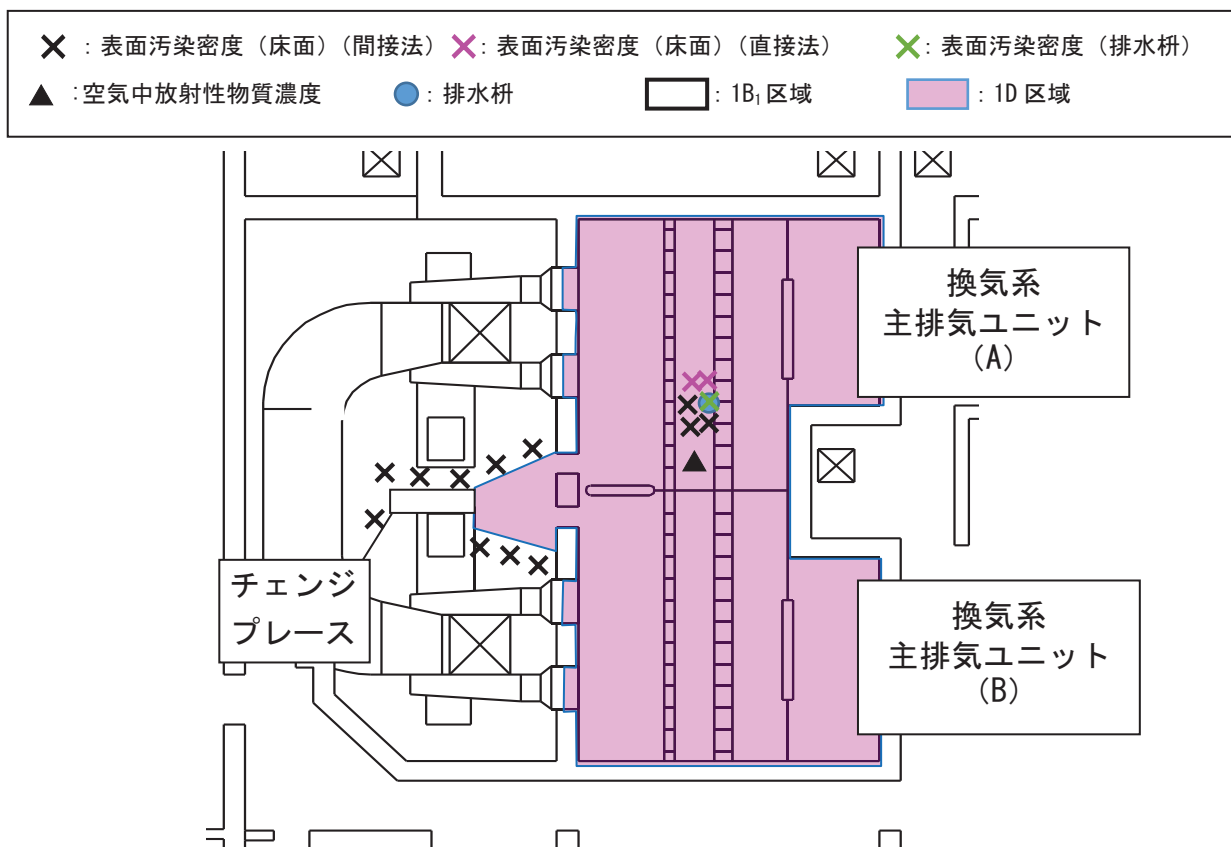 ×：表面汚染密度（床面）（間接法） ×：表面汚染密度（床面）（直接法） ×：表面汚染密度（排水枡）
▲：空気中放射性物質濃度 ：排水枡 ：1B₁区域 ：1D 区域
換気系
主排気ユニット
(A)
チェンジ
プレース
換気系
主排気ユニット
(B)